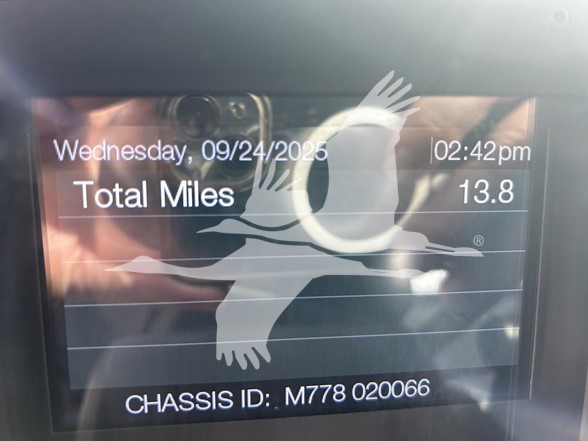 Wednesday, 09/24/2025 02:42pm
Total Miles 13.8
®
CHASSIS ID: M778 020066